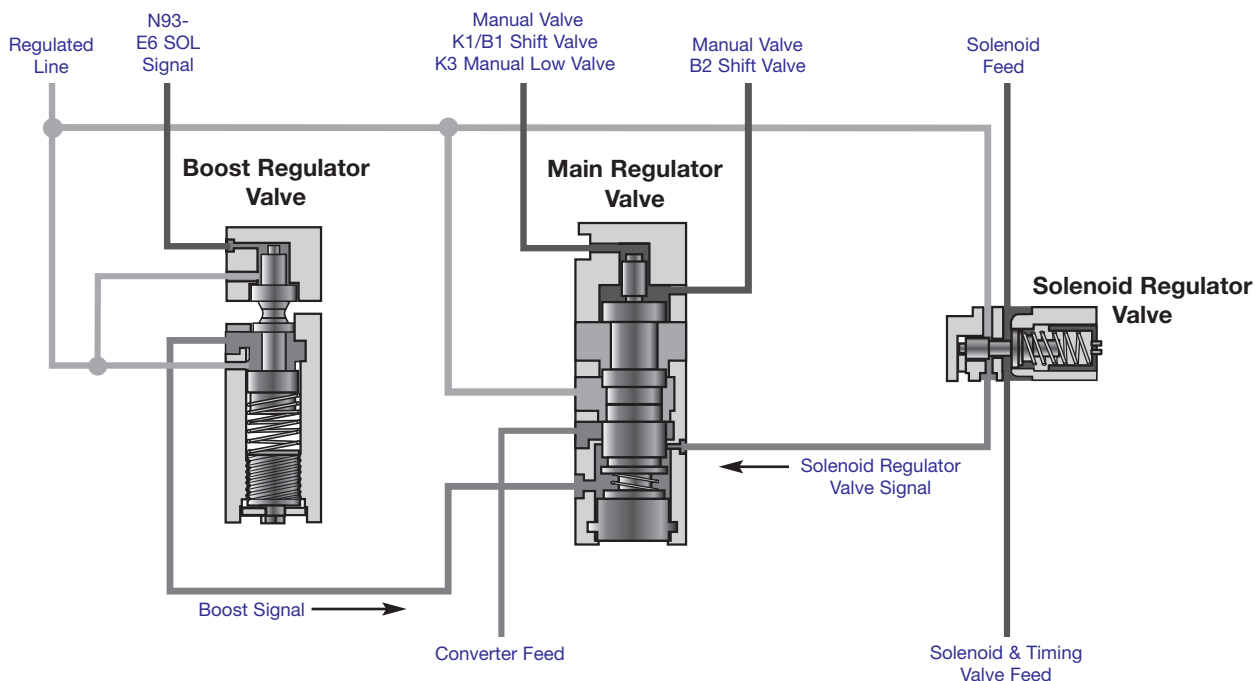 Regulated
Line
N93-
E6 SOL
Signal
Manual Valve
K1/B1 Shift Valve
K3 Manual Low Valve
Manual Valve
B2 Shift Valve
Solenoid
Feed
Boost Regulator
Valve
Main Regulator
Valve
Solenoid Regulator
Valve
Solenoid Regulator
Valve Signal
Boost Signal
Converter Feed
Solenoid & Timing
Valve Feed